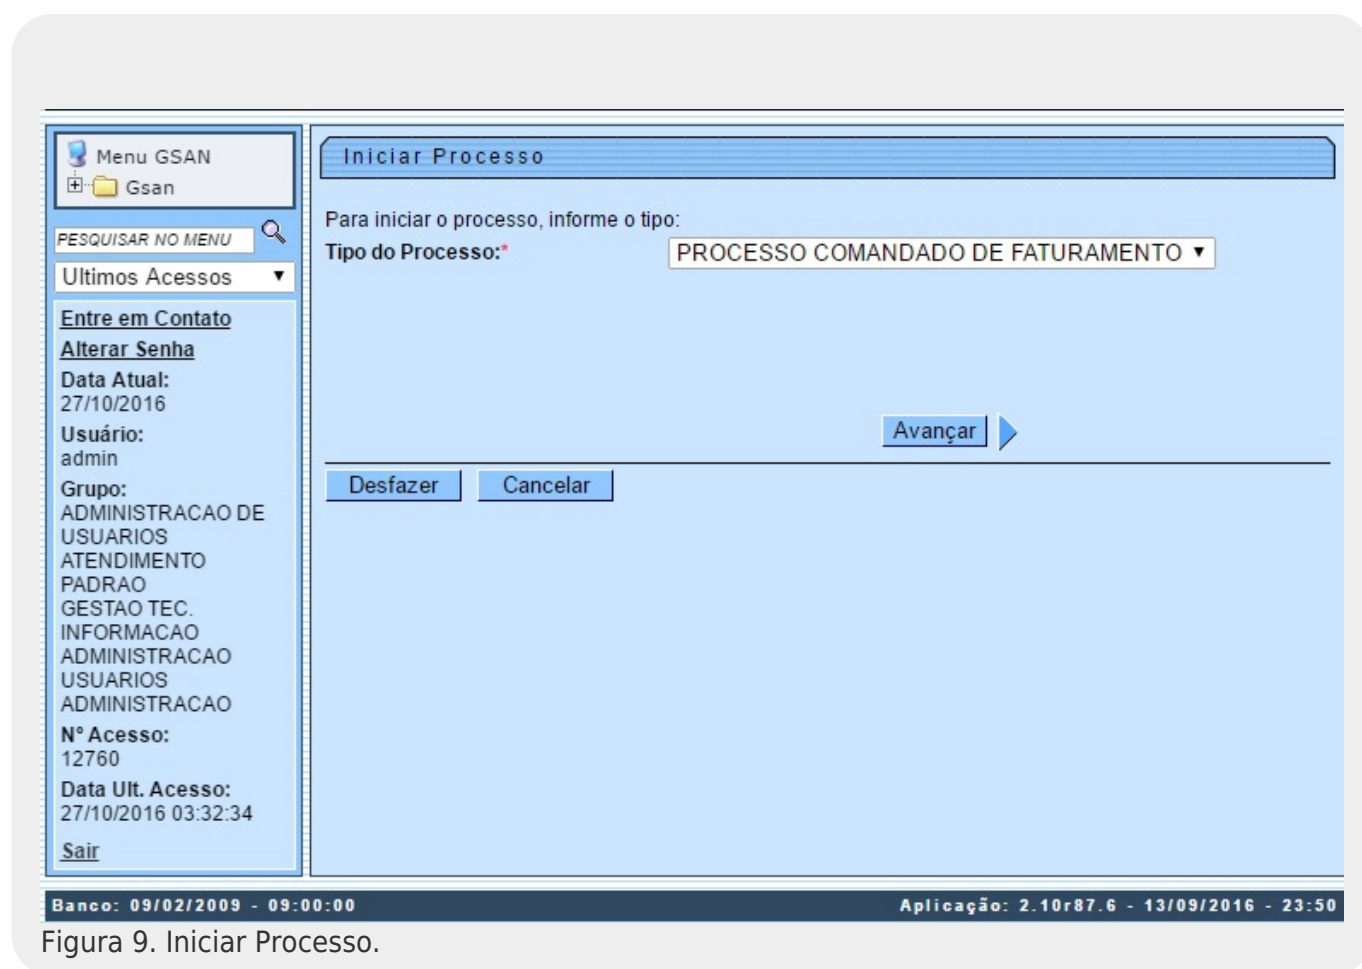 Menu GSAN
Gsan
PESQUISAR NO MENU
Ultimos Acessos
Entre em Contato
Alterar Senha
Data Atual:
27/10/2016
Usuário:
admin
Grupo:
ADMINISTRACAO DE
USUARIOS
ATENDIMENTO
PADRAO
GESTAO TEC.
INFORMACAO
ADMINISTRACAO
USUARIOS
ADMINISTRACAO
Nº Acesso:
12760
Data Ult. Acesso:
27/10/2016 03:32:34
Sair
Iniciar Processo
Para iniciar o processo, informe o tipo:
Tipo do Processo:* PROCESSO COMANDADO DE FATURAMENTO
Avançar
Desfazer Cancelar
Banco: 09/02/2009 - 09:00:00 Aplicação: 2.10r87.6 - 13/09/2016 - 23:50
Figura 9. Iniciar Processo.